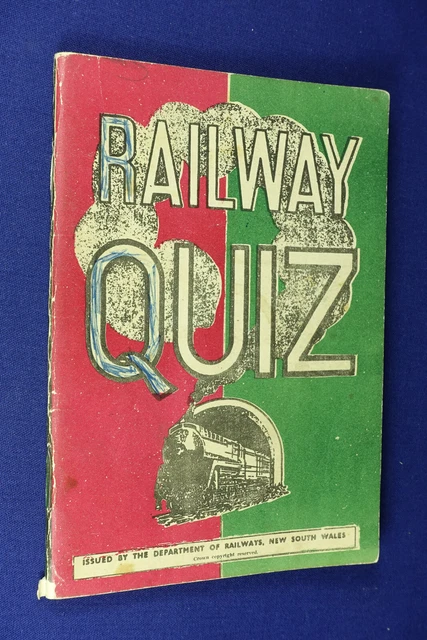 RAILWAY
QUIZ
ISSUED BY THE DEPARTMENT OF RAILWAYS, NEW SOUTH WALES
Crown copyright reserved.